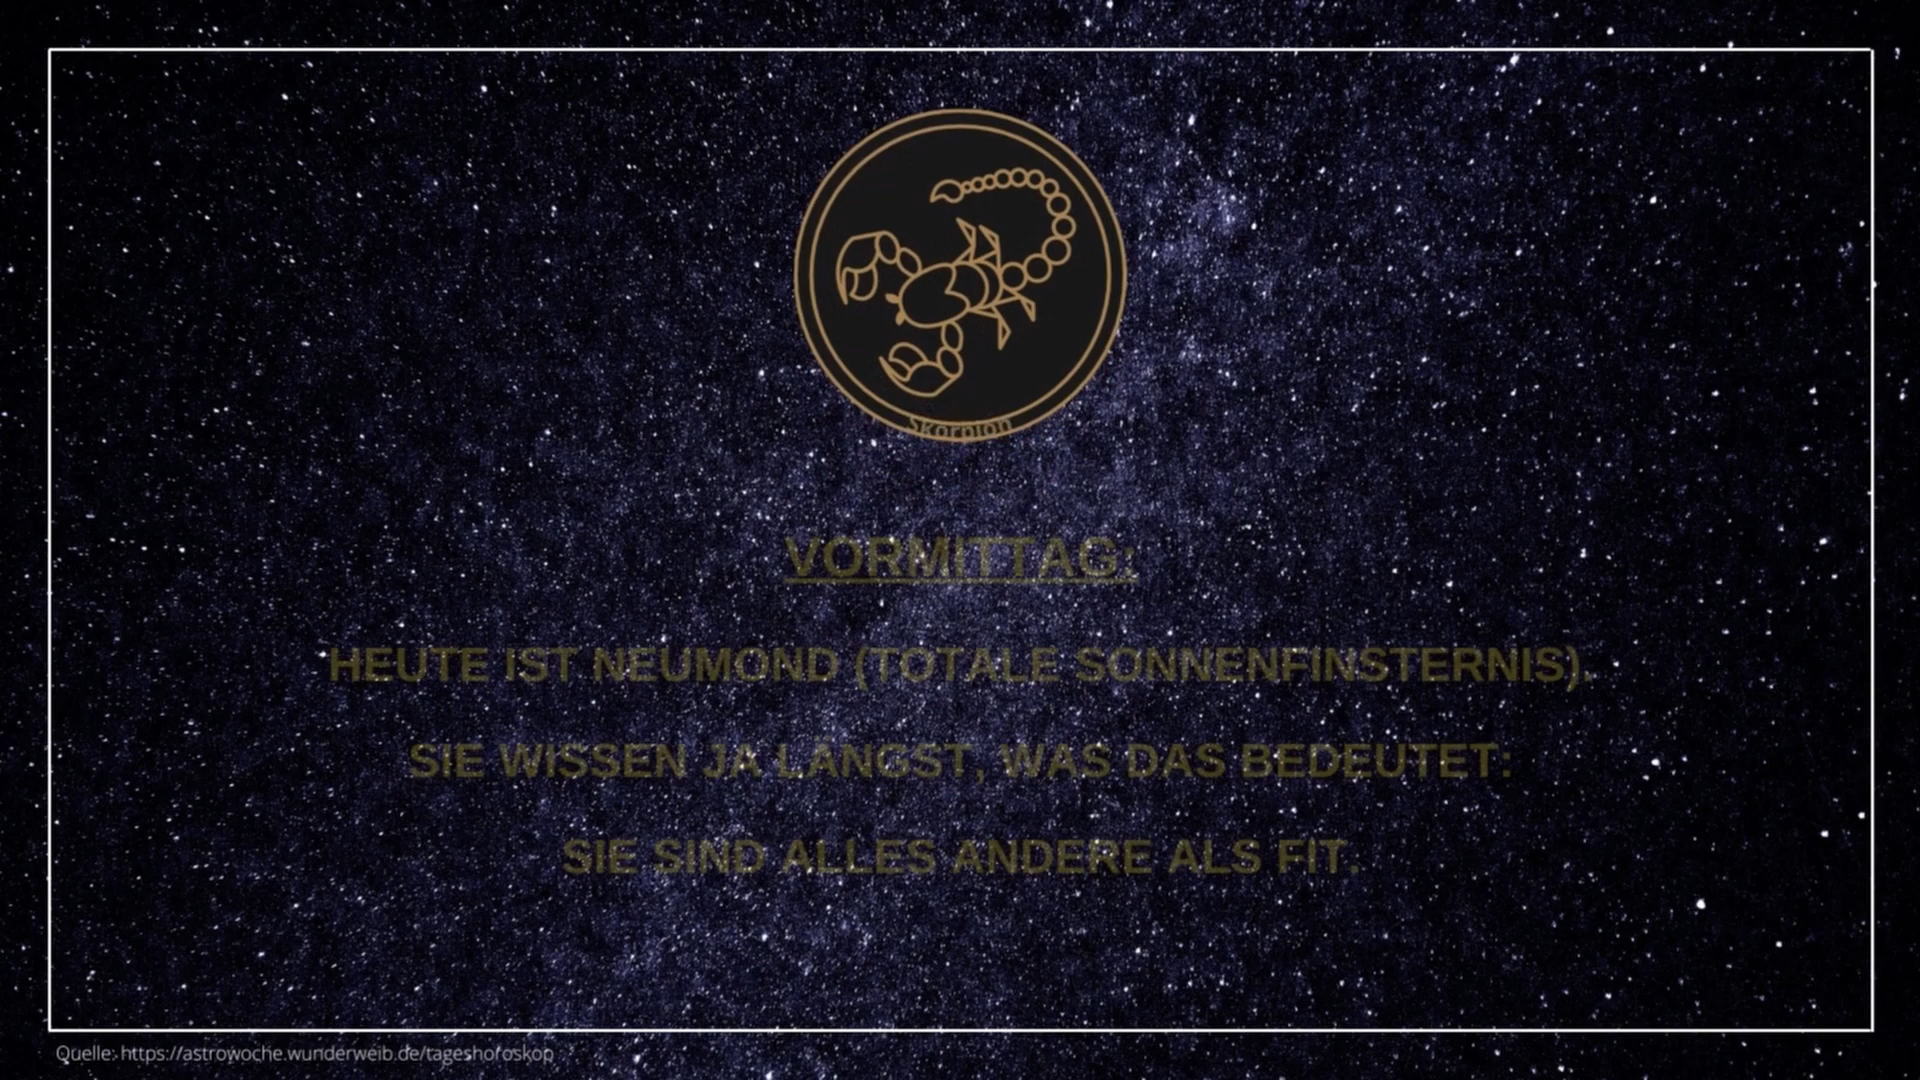 Skorpion
VORMITTAG:
HEUTE IST NEUMOND (TOTALE SONNENFINSTERNIS).
SIE WISSEN JA LÄNGST, WAS DAS BEDEUTET:
SIE SIND ALLES ANDERE ALS FIT.
Quelle: https://astrowoche.wunderweib.de/tageshoroskop